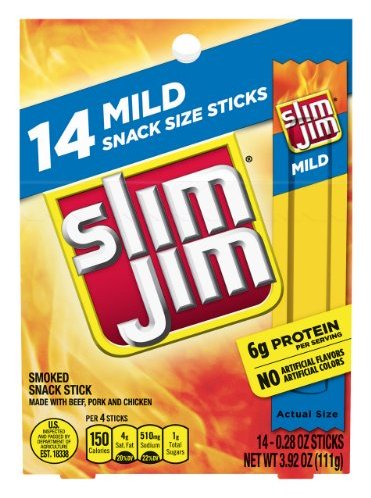 14 MILD
SNACK SIZE STICKS
slim
jim
MILD
slim
jim®
6g PROTEIN
PER SERVING
NO ARTIFICIAL FLAVORS
ARTIFICIAL COLORS
SMOKED
SNACK STICK
MADE WITH BEEF, PORK AND CHICKEN
Actual Size
PER 4 STICKS
U.S.
INSPECTED
AND PASSED BY
DEPARTMENT OF
AGRICULTURE
EST. 18338
150
Calories
4g
Sat. Fat
20% DV
510mg
Sodium
22% DV
1g
Total
Sugars
14 - 0.28 OZ STICKS
NET WT 3.92 OZ (111g)